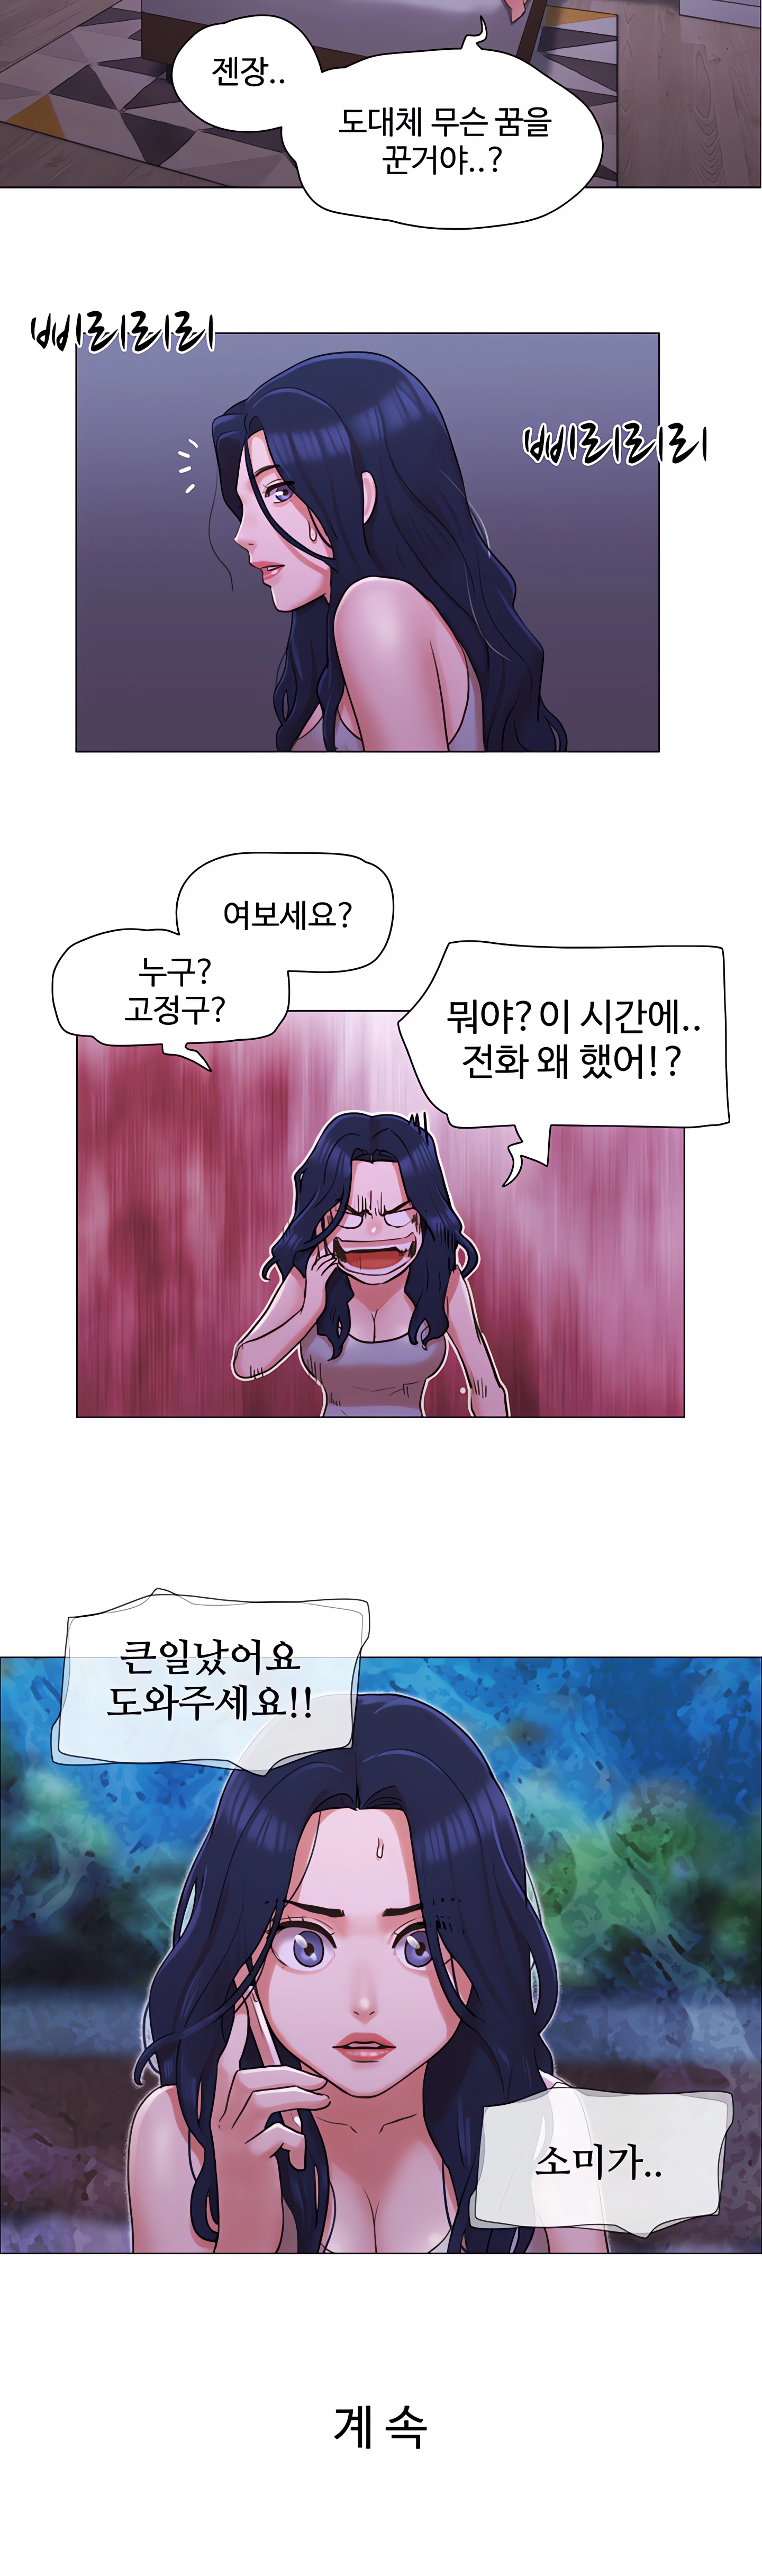 젠장..
도대체 무슨 꿈을
꾼거야..?
삐리리리
삐리리리
여보세요?
누구?
고정구?
뭐야? 이 시간에..
전화 왜 했어!?
큰일났어요
도와주세요!!
소미가..
계속